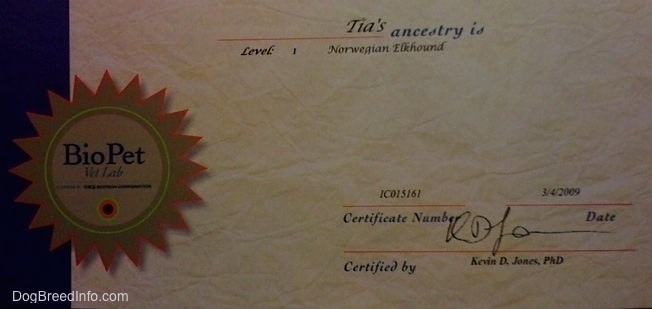 Tia's ancestry is
Level: 1 Norwegian Elkhound
BioPet
Vet Lab
IC015161 3/4/2009
Certificate Number Date
Certified by Kevin D. Jones, PhD
DogBreedInfo.com